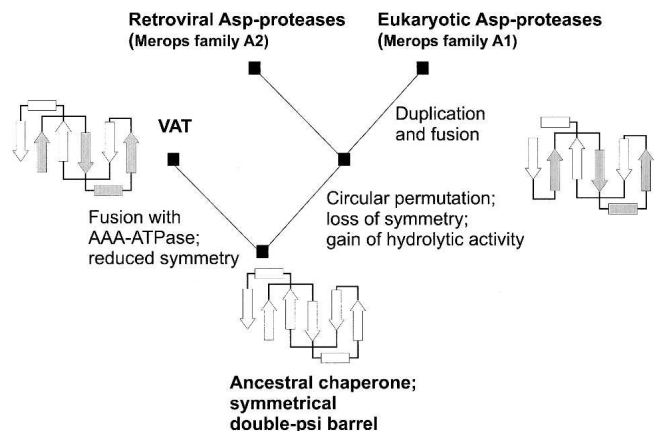 Retroviral Asp-proteases
(Merops family A2)
Eukaryotic Asp-proteases
(Merops family A1)
Duplication
and fusion
VAT
Fusion with
AAA-ATPase;
reduced symmetry
Circular permutation;
loss of symmetry;
gain of hydrolytic activity
Ancestral chaperone;
symmetrical
double-psi barrel